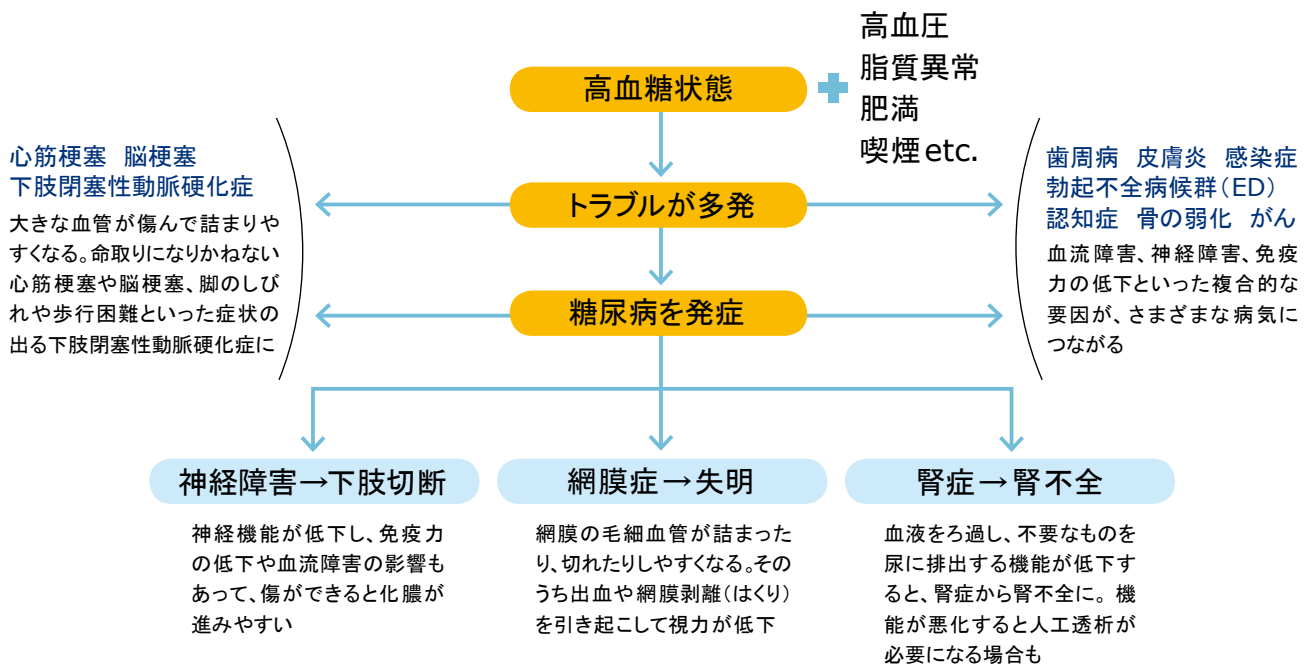 高血糖状態
高血圧
脂質異常
肥満
喫煙etc.
トラブルが多発
糖尿病を発症
心筋梗塞 脳梗塞
下肢閉塞性動脈硬化症
大きな血管が傷んで詰まりや
すくなる。命取りになりかねない
心筋梗塞や脳梗塞、脚のしび
れや歩行困難といった症状の
出る下肢閉塞性動脈硬化症に
歯周病 皮膚炎 感染症
勃起不全病候群（ED）
認知症 骨の弱化 がん
血流障害、神経障害、免疫
力の低下といった複合的な
要因が、さまざまな病気に
つながる
神経障害→下肢切断
神経機能が低下し、免疫力
の低下や血流障害の影響も
あって、傷ができると化膿が
進みやすい
網膜症→失明
網膜の毛細血管が詰まった
り、切れたりしやすくなる。その
うち出血や網膜剥離（はくり）
を引き起こして視力が低下
腎症→腎不全
血液をろ過し、不要なものを
尿に排出する機能が低下す
ると、腎症から腎不全に。機
能が悪化すると人工透析が
必要になる場合も